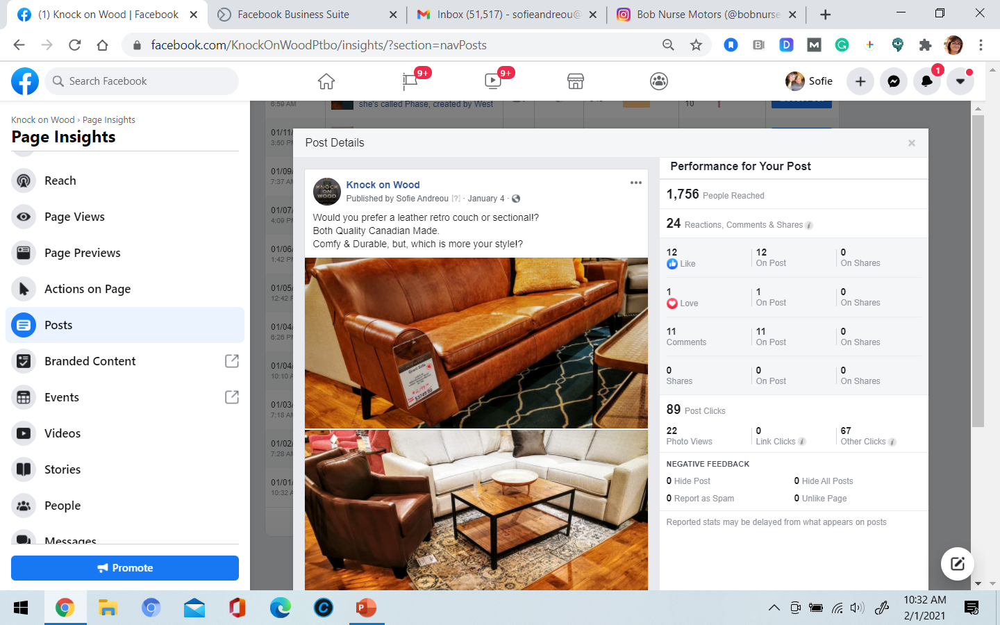 (1) Knock on Wood | Facebook
Facebook Business Suite
Inbox (51,517) - sofieandreou@
Bob Nurse Motors (@bobnurse
facebook.com/KnockOnWoodPtbo/insights/?section=navPosts
Search Facebook
9+
9+
Sofie
1
Knock on Wood › Page Insights
Page Insights
Reach
Page Views
Page Previews
Actions on Page
Posts
Branded Content
Events
Videos
Stories
People
Messages
Promote
6:59 AM
she's called Phase, created by West
10
01/11/
3:50 PM
01/09/
7:37 AM
01/07/
4:09 PM
01/06/
1:42 PM
01/05/
12:42 P
01/04/
6:26 PM
01/04/
10:10 A
01/03/
7:18 AM
01/02/
7:28 AM
01/01/
10:32 A
Post Details
KNOCK
ON
WOOD
Knock on Wood
Published by Sofie Andreou [?] · January 4 ·
Would you prefer a leather retro couch or sectional!?
Both Quality Canadian Made.
Comfy & Durable, but, which is more your style!?
$3749.00
Performance for Your Post
1,756 People Reached
24 Reactions, Comments & Shares
12 Like
12 On Post
0 On Shares
1 Love
1 On Post
0 On Shares
11 Comments
11 On Post
0 On Shares
0 Shares
0 On Post
0 On Shares
89 Post Clicks
22 Photo Views
0 Link Clicks
67 Other Clicks
NEGATIVE FEEDBACK
0 Hide Post
0 Hide All Posts
0 Report as Spam
0 Unlike Page
Reported stats may be delayed from what appears on posts
10:32 AM
2/1/2021